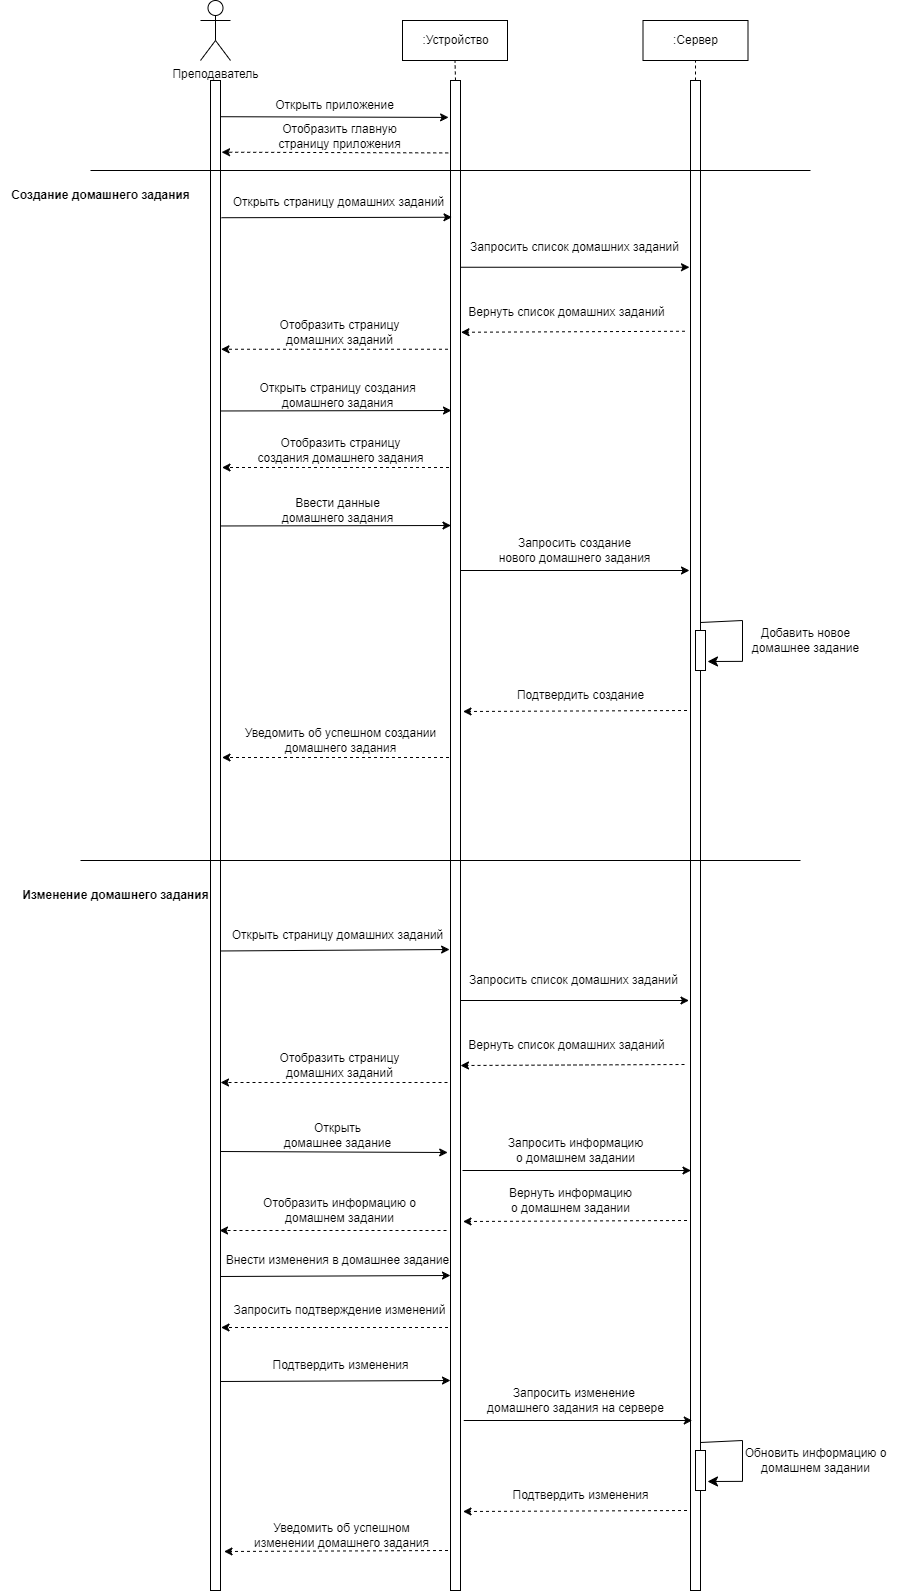 :Устройство
:Сервер
Преподаватель
Открыть приложение
Отобразить главную
страницу приложения
Создание домашнего задания
Открыть страницу домашних заданий
Запросить список домашних заданий
Вернуть список домашних заданий
Отобразить страницу
домашних заданий
Открыть страницу создания
домашнего задания
Отобразить страницу
создания домашнего задания
Ввести данные
домашнего задания
Запросить создание
нового домашнего задания
Добавить новое
домашнее задание
Подтвердить создание
Уведомить об успешном создании
домашнего задания
Изменение домашнего задания
Открыть страницу домашних заданий
Запросить список домашних заданий
Вернуть список домашних заданий
Отобразить страницу
домашних заданий
Открыть
домашнее задание
Запросить информацию
о домашнем задании
Вернуть информацию
о домашнем задании
Отобразить информацию о
домашнем задании
Внести изменения в домашнее задание
Запросить подтверждение изменений
Подтвердить изменения
Запросить изменение
домашнего задания на сервере
Обновить информацию о
домашнем задании
Подтвердить изменения
Уведомить об успешном
изменении домашнего задания